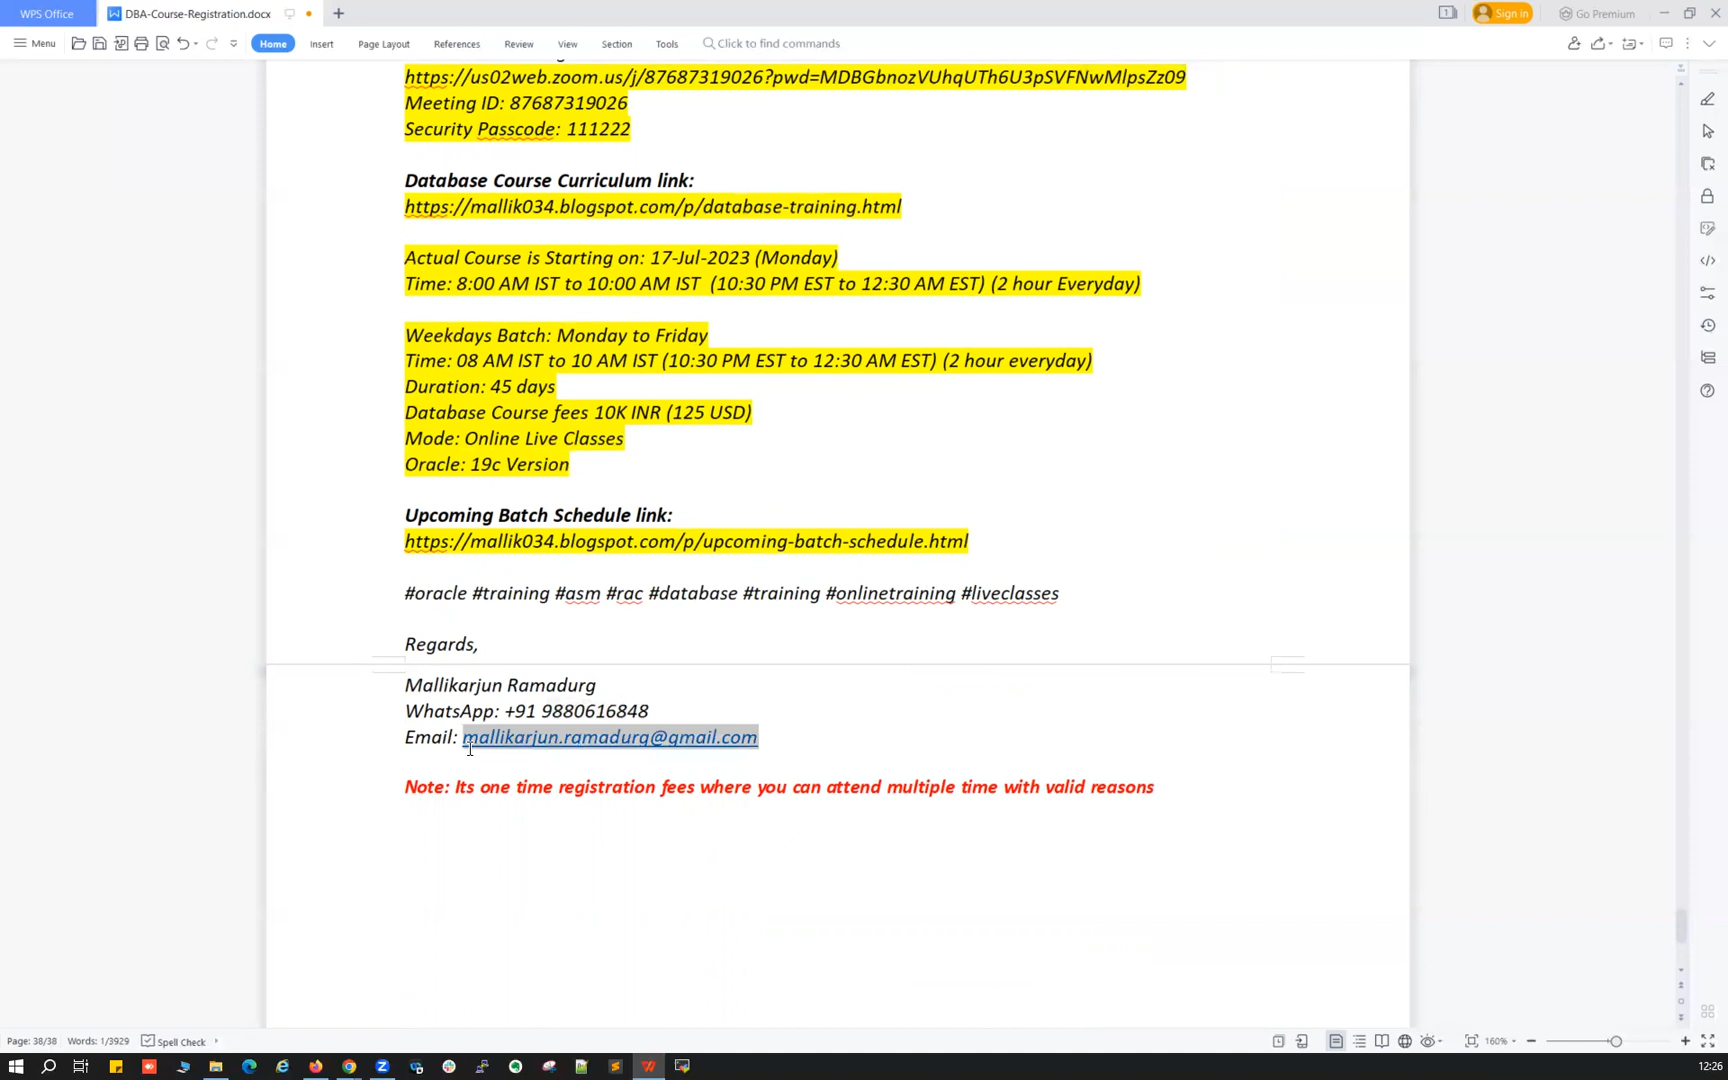 WPS Office
DBA-Course-Registration.docx
Sign in
Go Premium
Menu
Home
Insert
Page Layout
References
Review
View
Section
Tools
Click to find commands
https://us02web.zoom.us/j/87687319026?pwd=MDBGbnozVUhqUTh6U3pSVFNwMlpsZz09
Meeting ID: 87687319026
Security Passcode: 111222
Database Course Curriculum link:
https://mallik034.blogspot.com/p/database-training.html
Actual Course is Starting on: 17-Jul-2023 (Monday)
Time: 8:00 AM IST to 10:00 AM IST  (10:30 PM EST to 12:30 AM EST) (2 hour Everyday)
Weekdays Batch: Monday to Friday
Time: 08 AM IST to 10 AM IST (10:30 PM EST to 12:30 AM EST) (2 hour everyday)
Duration: 45 days
Database Course fees 10K INR (125 USD)
Mode: Online Live Classes
Oracle: 19c Version
Upcoming Batch Schedule link:
https://mallik034.blogspot.com/p/upcoming-batch-schedule.html
#oracle #training #asm #rac #database #training #onlinetraining #liveclasses
Regards,
Mallikarjun Ramadurg
WhatsApp: +91 9880616848
Email: mallikarjun.ramadurg@gmail.com
Note: Its one time registration fees where you can attend multiple time with valid reasons
Page: 38/38
Words: 1/3929
Spell Check
160%
12:26